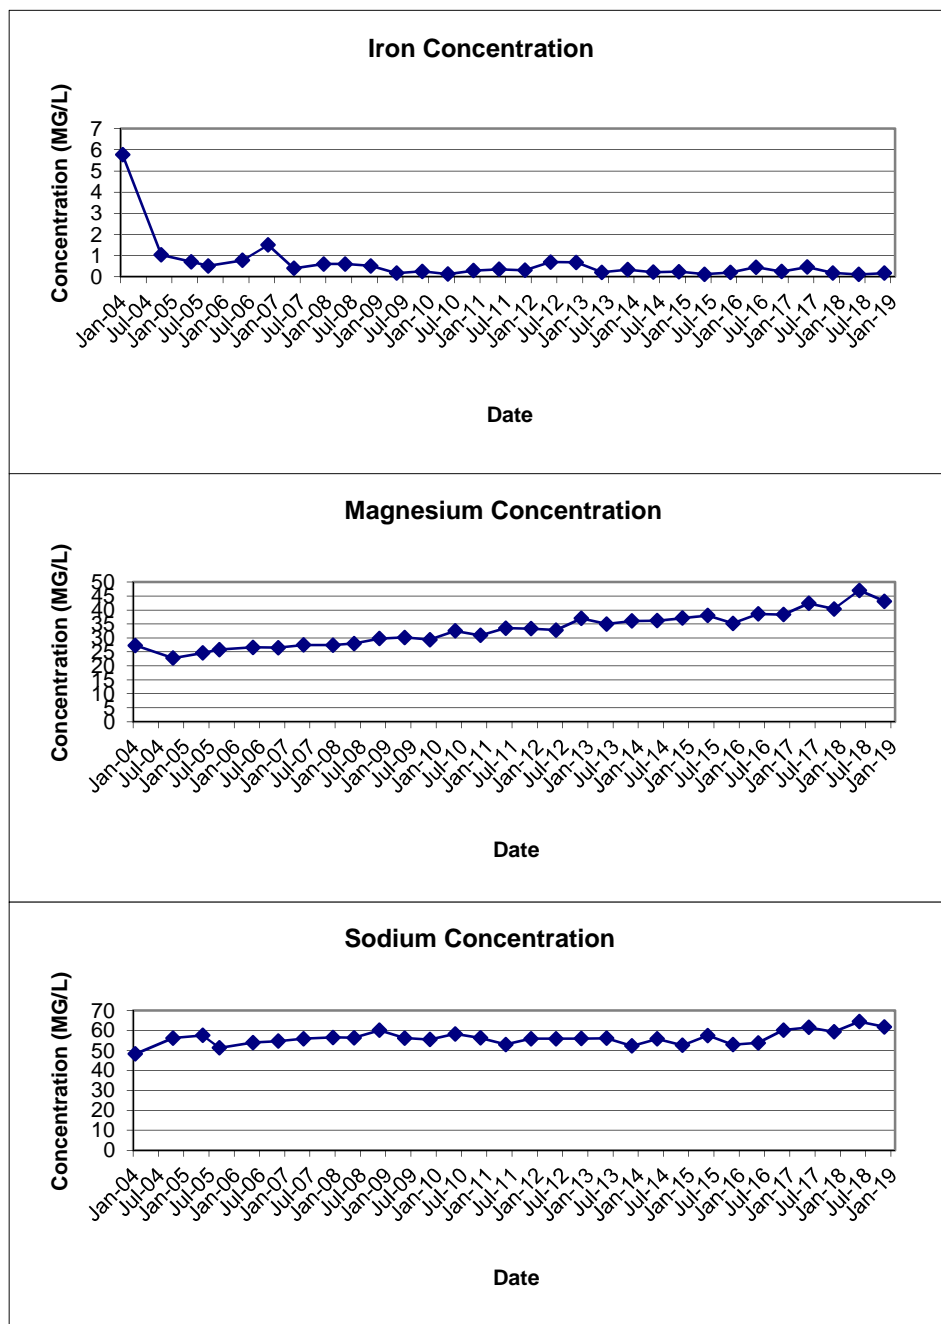 Iron Concentration
Concentration (MG/L)
7
6
5
4
3
2
1
0
Jan-04
Jul-04
Jan-05
Jul-05
Jan-06
Jul-06
Jan-07
Jul-07
Jan-08
Jul-08
Jan-09
Jul-09
Jan-10
Jul-10
Jan-11
Jul-11
Jan-12
Jul-12
Jan-13
Jul-13
Jan-14
Jul-14
Jan-15
Jul-15
Jan-16
Jul-16
Jan-17
Jul-17
Jan-18
Jul-18
Jan-19
Date
Magnesium Concentration
Concentration (MG/L)
50
45
40
35
30
25
20
15
10
5
0
Jan-04
Jul-04
Jan-05
Jul-05
Jan-06
Jul-06
Jan-07
Jul-07
Jan-08
Jul-08
Jan-09
Jul-09
Jan-10
Jul-10
Jan-11
Jul-11
Jan-12
Jul-12
Jan-13
Jul-13
Jan-14
Jul-14
Jan-15
Jul-15
Jan-16
Jul-16
Jan-17
Jul-17
Jan-18
Jul-18
Jan-19
Date
Sodium Concentration
Concentration (MG/L)
70
60
50
40
30
20
10
0
Jan-04
Jul-04
Jan-05
Jul-05
Jan-06
Jul-06
Jan-07
Jul-07
Jan-08
Jul-08
Jan-09
Jul-09
Jan-10
Jul-10
Jan-11
Jul-11
Jan-12
Jul-12
Jan-13
Jul-13
Jan-14
Jul-14
Jan-15
Jul-15
Jan-16
Jul-16
Jan-17
Jul-17
Jan-18
Jul-18
Jan-19
Date